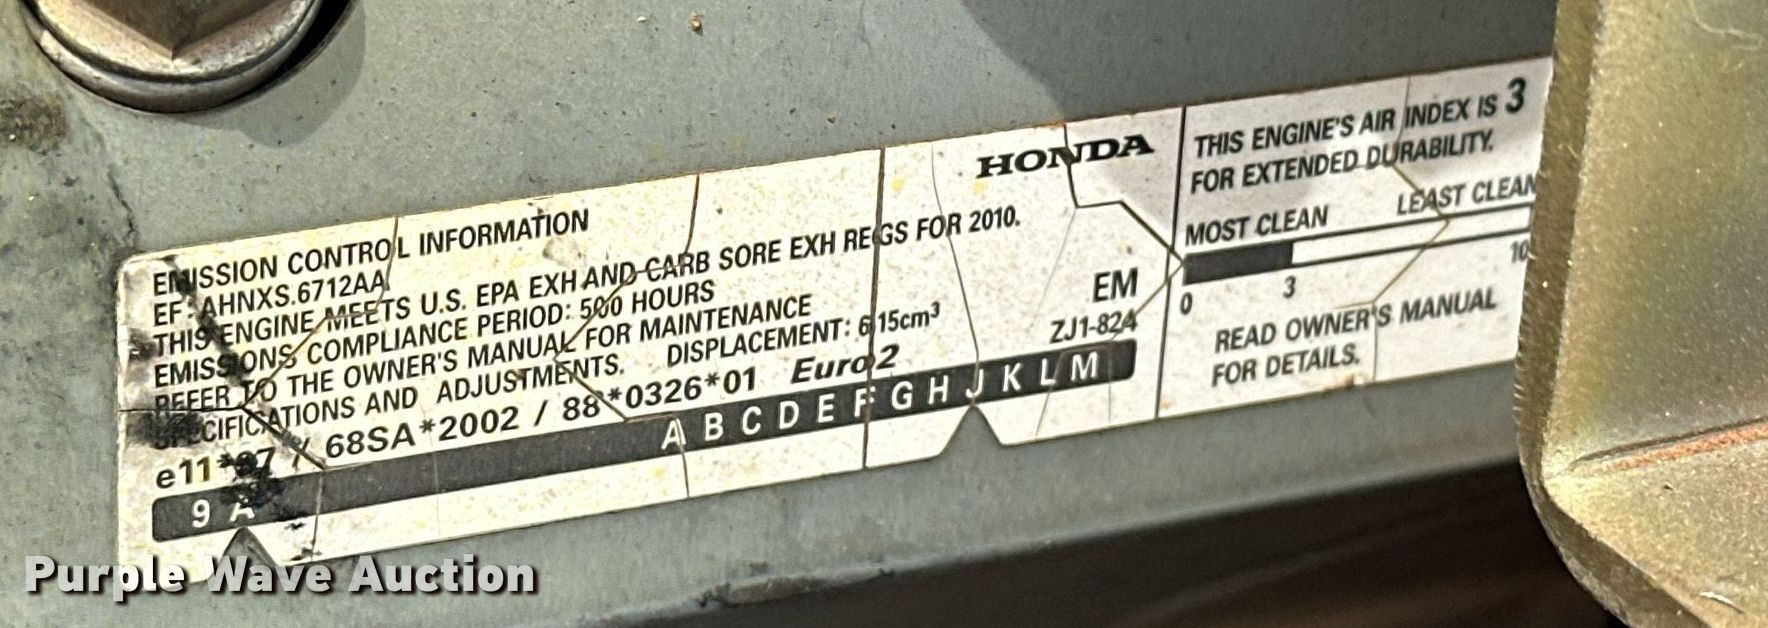 EMISSION CONTROL INFORMATION
EF: AHNXS.6712AA
THIS ENGINE MEETS U.S. EPA EXH AND CARB SORE EXH REGS FOR 2010.
EMISSIONS COMPLIANCE PERIOD: 500 HOURS
REFER TO THE OWNER'S MANUAL FOR MAINTENANCE
SPECIFICATIONS AND ADJUSTMENTS. DISPLACEMENT: 615cm³
e11*97 / 68SA*2002 / 88*0326*01 Euro2
9 A
A B C D E F G H J K L M
HONDA
EM
ZJ1-824
THIS ENGINE'S AIR INDEX IS 3
FOR EXTENDED DURABILITY.
MOST CLEAN LEAST CLEAN
0 3 10
READ OWNER'S MANUAL
FOR DETAILS.
Purple Wave Auction